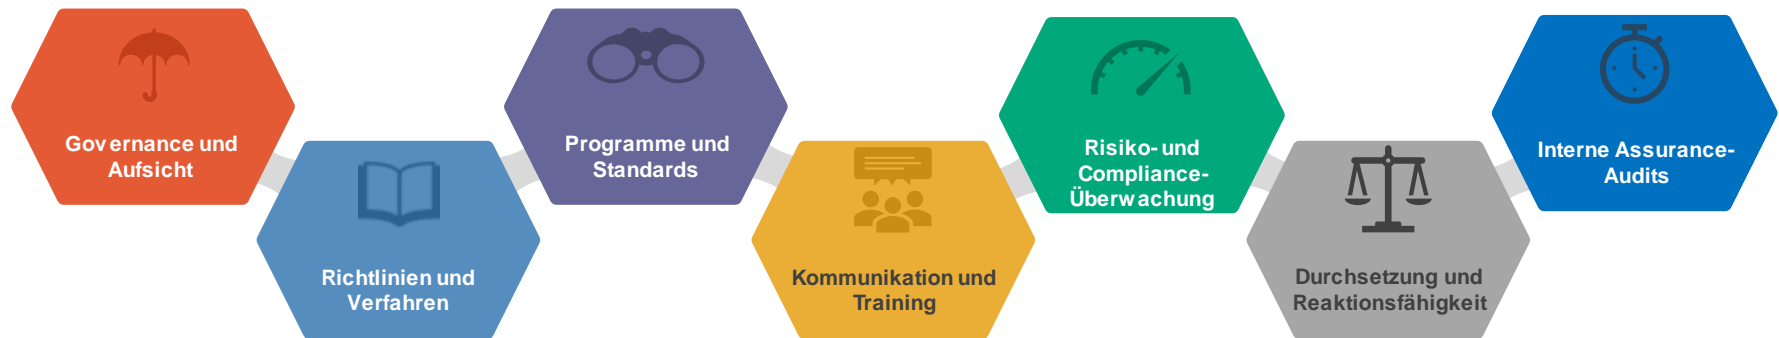 Governance und
Aufsicht
Richtlinien und
Verfahren
Programme und
Standards
Kommunikation und
Training
Risiko- und
Compliance-
Überwachung
Durchsetzung und
Reaktionsfähigkeit
Interne Assurance-
Audits